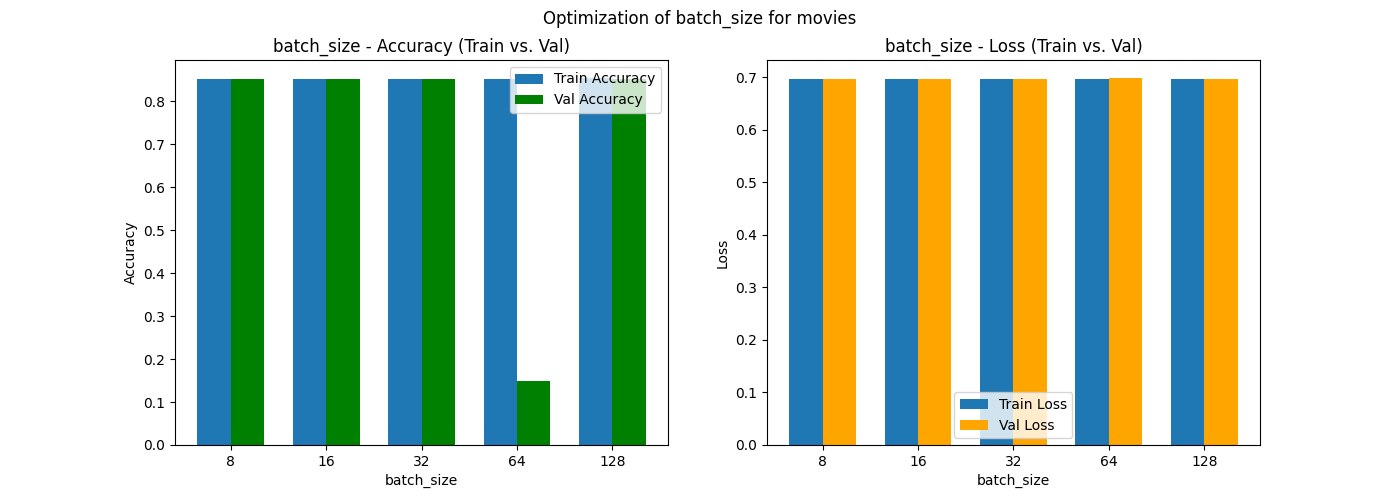 Optimization of batch_size for movies
batch_size - Accuracy (Train vs. Val)
Accuracy
0.8
0.7
0.6
0.5
0.4
0.3
0.2
0.1
0.0
Train Accuracy
Val Accuracy
8 16 32 64 128
batch_size
batch_size - Loss (Train vs. Val)
Loss
0.7
0.6
0.5
0.4
0.3
0.2
0.1
0.0
Train Loss
Val Loss
8 16 32 64 128
batch_size